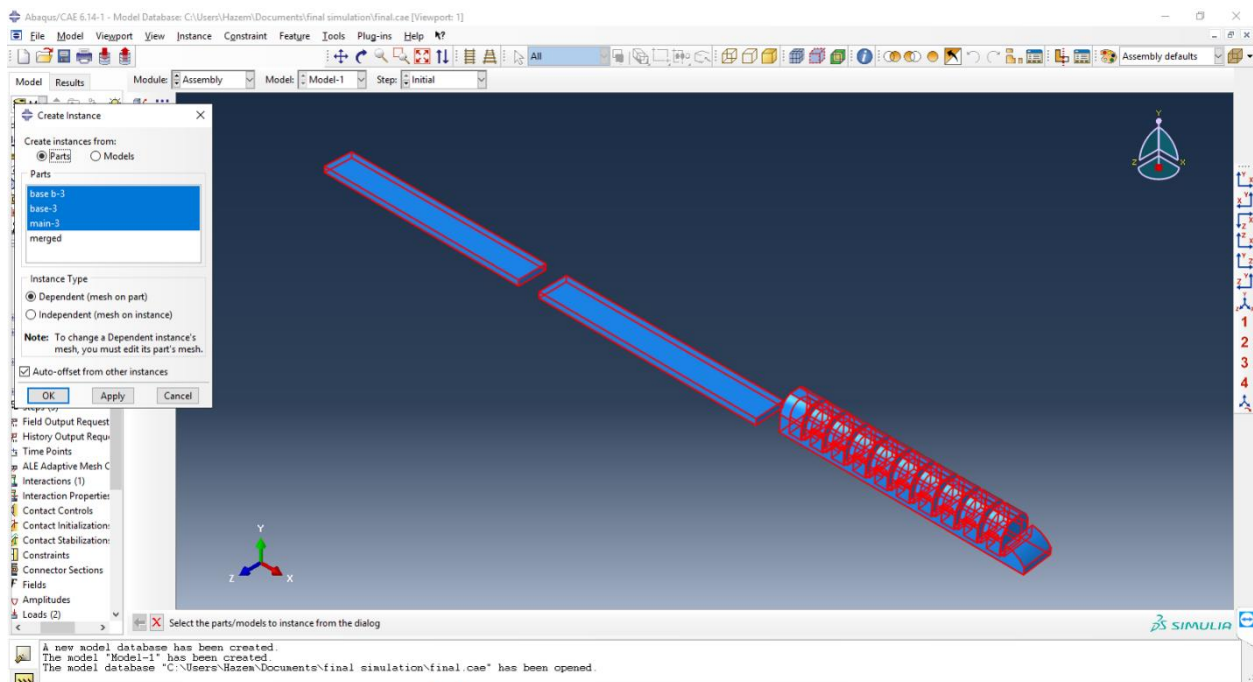 Abaqus/CAE 6.14-1 - Model Database: C:\Users\Hazem\Documents\final simulation\final.cae [Viewport: 1]
File Model Viewport View Instance Constraint Feature Tools Plug-ins Help
All
Assembly defaults
Model Results
Module: Assembly Model: Model-1 Step: Initial
Create Instance
Create instances from:
Parts Models
Parts
base b-3
base-3
main-3
merged
Instance Type
Dependent (mesh on part)
Independent (mesh on instance)
Note: To change a Dependent instance's
mesh, you must edit its part's mesh.
Auto-offset from other instances
OK Apply Cancel
Field Output Request
History Output Requ
Time Points
ALE Adaptive Mesh C
Interactions (1)
Interaction Properties
Contact Controls
Contact Initialization
Contact Stabilization
Constraints
Connector Sections
Fields
Amplitudes
Loads (2)
Y
Z X
Y
Z X
1
2
3
4
Select the parts/models to instance from the dialog
SIMULIA
A new model database has been created.
The model "Model-1" has been created.
The model database "C:\Users\Hazem\Documents\final simulation\final.cae" has been opened.